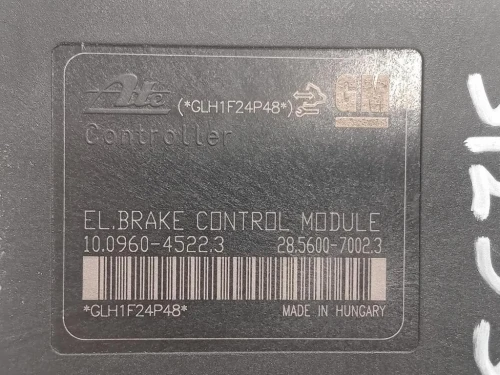 Ate (*GLH1F24P48*) GM
Controller
EL.BRAKE CONTROL MODULE
10.0960-4522.3 28.5600-7002.3
*GLH1F24P48* MADE IN HUNGARY